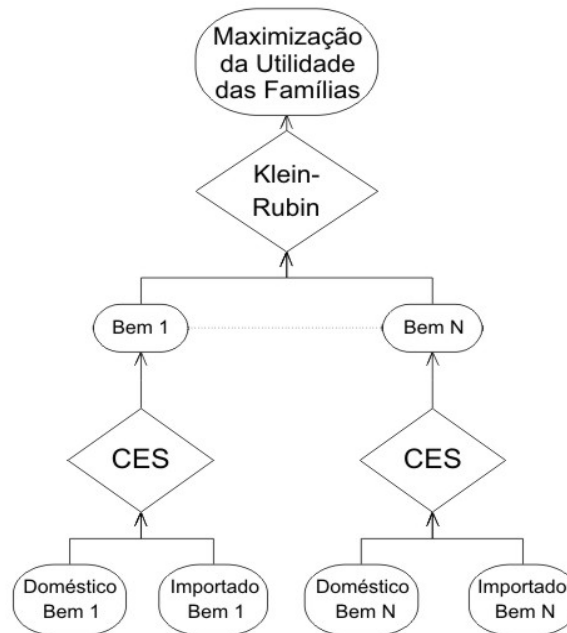 Maximização
da Utilidade
das Famílias
Klein-
Rubin
Bem 1
Bem N
CES
CES
Doméstico
Bem 1
Importado
Bem 1
Doméstico
Bem N
Importado
Bem N